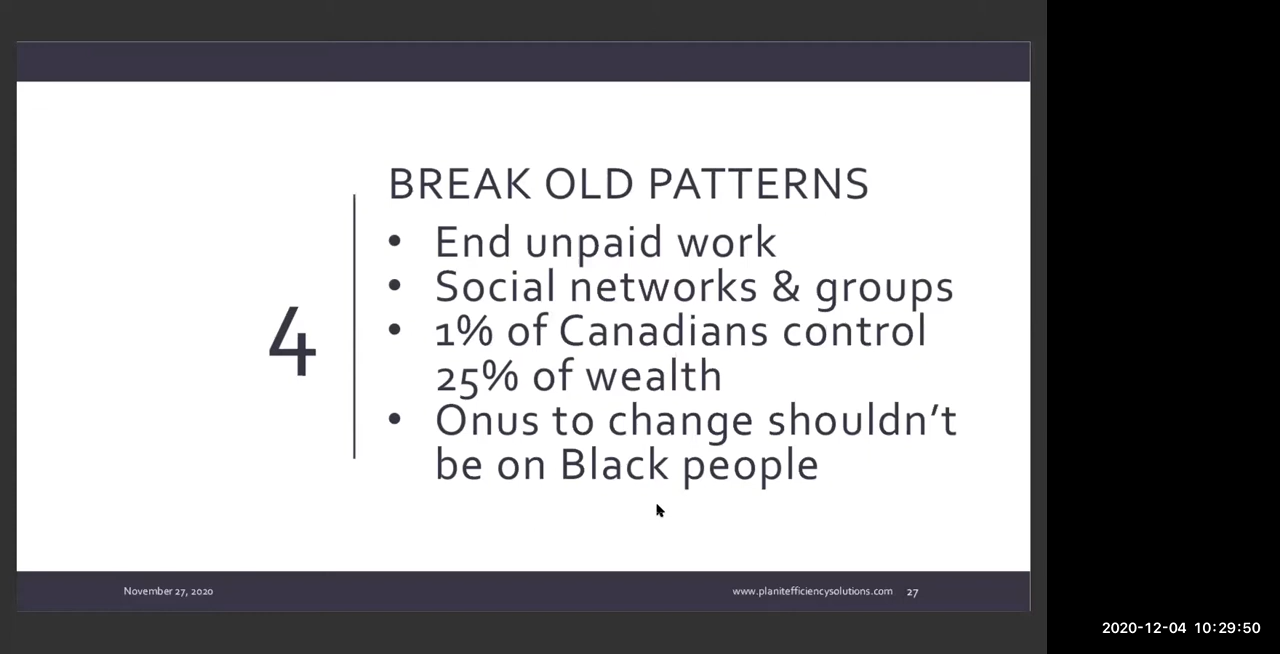 BREAK OLD PATTERNS
• End unpaid work
• Social networks & groups
• 1% of Canadians control
25% of wealth
• Onus to change shouldn’t
be on Black people
4
November 27, 2020
www.planitefficiencysolutions.com 27
2020-12-04 10:29:50